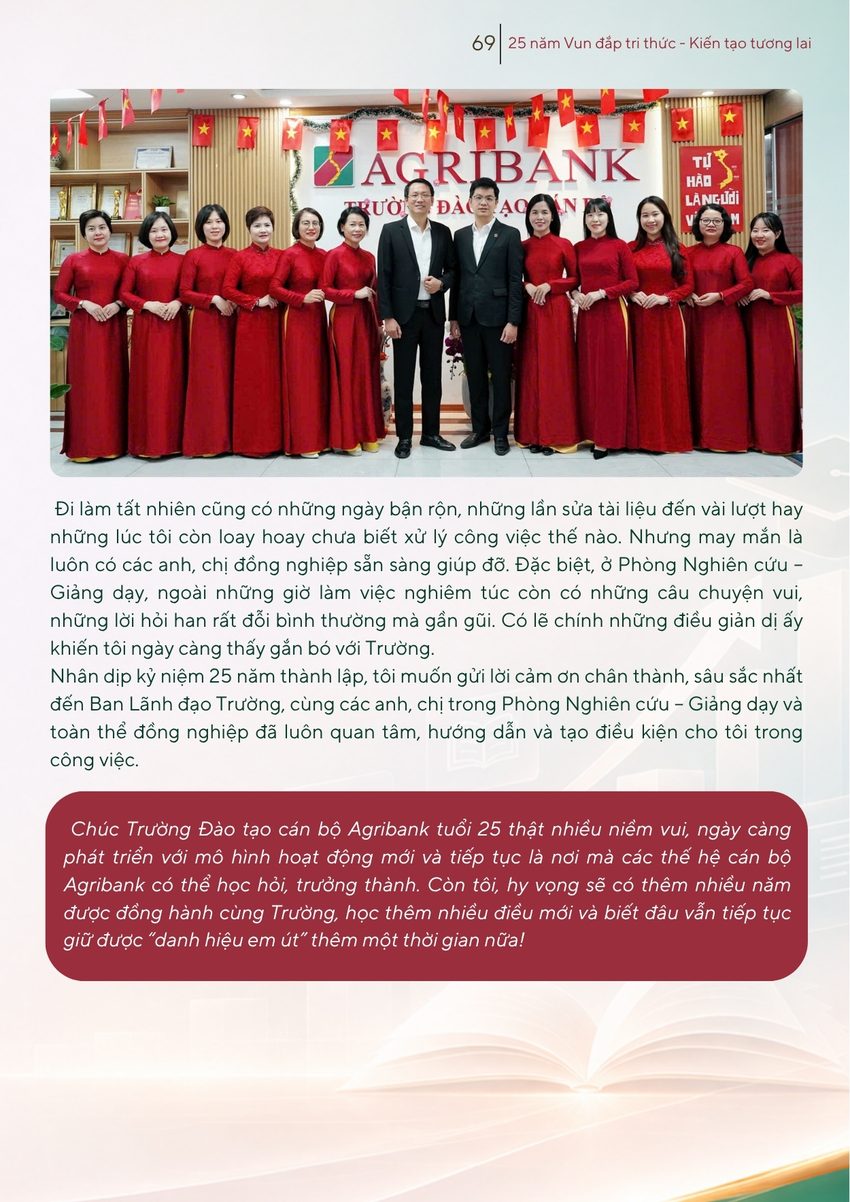 69 25 năm Vun đắp tri thức - Kiến tạo tương lai
AGRIBANK
TỰ
HÀO
LÀ NGƯỜI
Đi làm tất nhiên cũng có những ngày bận rộn, những lần sửa tài liệu đến vài lượt hay
những lúc tôi còn loay hoay chưa biết xử lý công việc thế nào. Nhưng may mắn là
luôn có các anh, chị đồng nghiệp sẵn sàng giúp đỡ. Đặc biệt, ở Phòng Nghiên cứu –
Giảng dạy, ngoài những giờ làm việc nghiêm túc còn có những câu chuyện vui,
những lời hỏi han rất đỗi bình thường mà gần gũi. Có lẽ chính những điều giản dị ấy
khiến tôi ngày càng thấy gắn bó với Trường.
Nhân dịp kỷ niệm 25 năm thành lập, tôi muốn gửi lời cảm ơn chân thành, sâu sắc nhất
đến Ban Lãnh đạo Trường, cùng các anh, chị trong Phòng Nghiên cứu – Giảng dạy và
toàn thể đồng nghiệp đã luôn quan tâm, hướng dẫn và tạo điều kiện cho tôi trong
công việc.
Chúc Trường Đào tạo cán bộ Agribank tuổi 25 thật nhiều niềm vui, ngày càng
phát triển với mô hình hoạt động mới và tiếp tục là nơi mà các thế hệ cán bộ
Agribank có thể học hỏi, trưởng thành. Còn tôi, hy vọng sẽ có thêm nhiều năm
được đồng hành cùng Trường, học thêm nhiều điều mới và biết đâu vẫn tiếp tục
giữ được “danh hiệu em út” thêm một thời gian nữa!